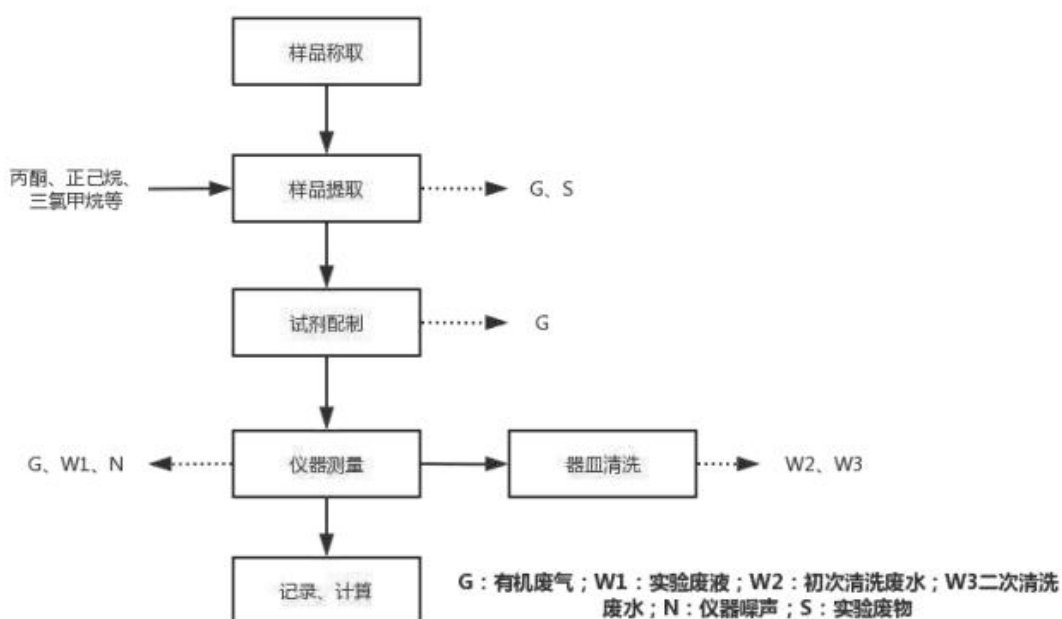 样品称取
丙酮、正己烷、
三氯甲烷等
样品提取
G、S
试剂配制
G
G、W1、N
仪器测量
器皿清洗
W2、W3
记录、计算
G：有机废气；W1：实验废液；W2：初次清洗废水；W3二次清洗
废水；N：仪器噪声；S：实验废物